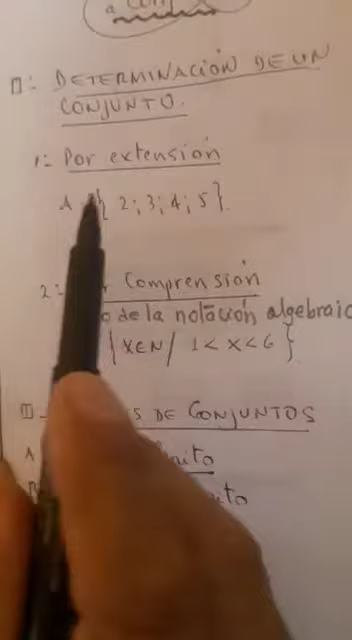 a
II:- DETERMINACIÓN DE UN
CONJUNTO.
1:- Por extensión
A { 2; 3; 4; 5}.
2:- Comprensión
de la notación algebraic
{ X∈N/ 1 < X < 6 }
III- DE CONJUNTOS
A